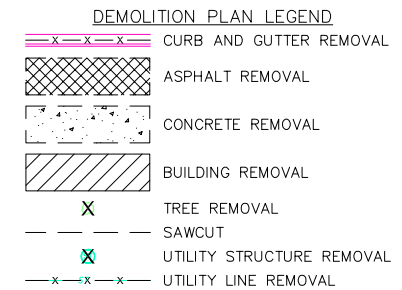 DEMOLITION PLAN LEGEND
CURB AND GUTTER REMOVAL
ASPHALT REMOVAL
CONCRETE REMOVAL
BUILDING REMOVAL
TREE REMOVAL
SAWCUT
UTILITY STRUCTURE REMOVAL
UTILITY LINE REMOVAL